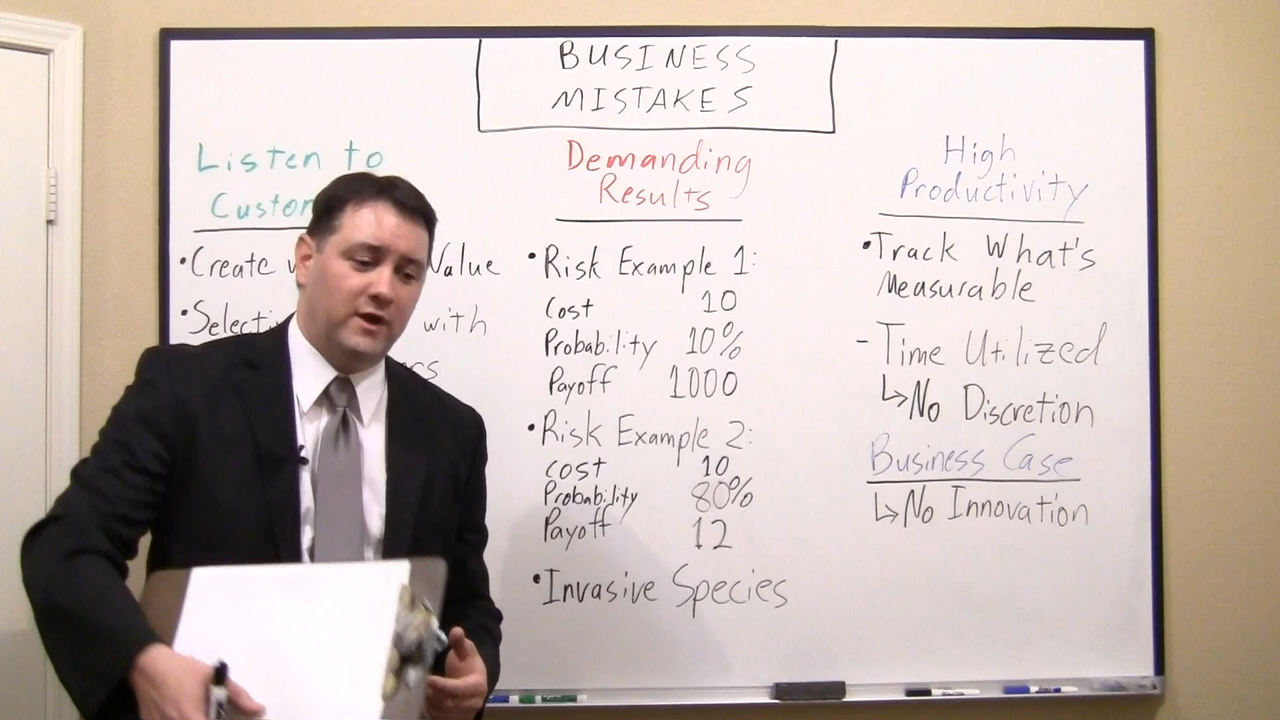 BUSINESS
MISTAKES
Listen to
•Create Value
with
Demanding
Results
•Risk Example 1:
Cost 10
Probability 10%
Payoff 1000
•Risk Example 2:
Cost 10
Probability 80%
Payoff 12
•Invasive Species
High
Productivity
•Track What's
Measurable
- Time Utilized
↳No Discretion
Business Case
↳No Innovation